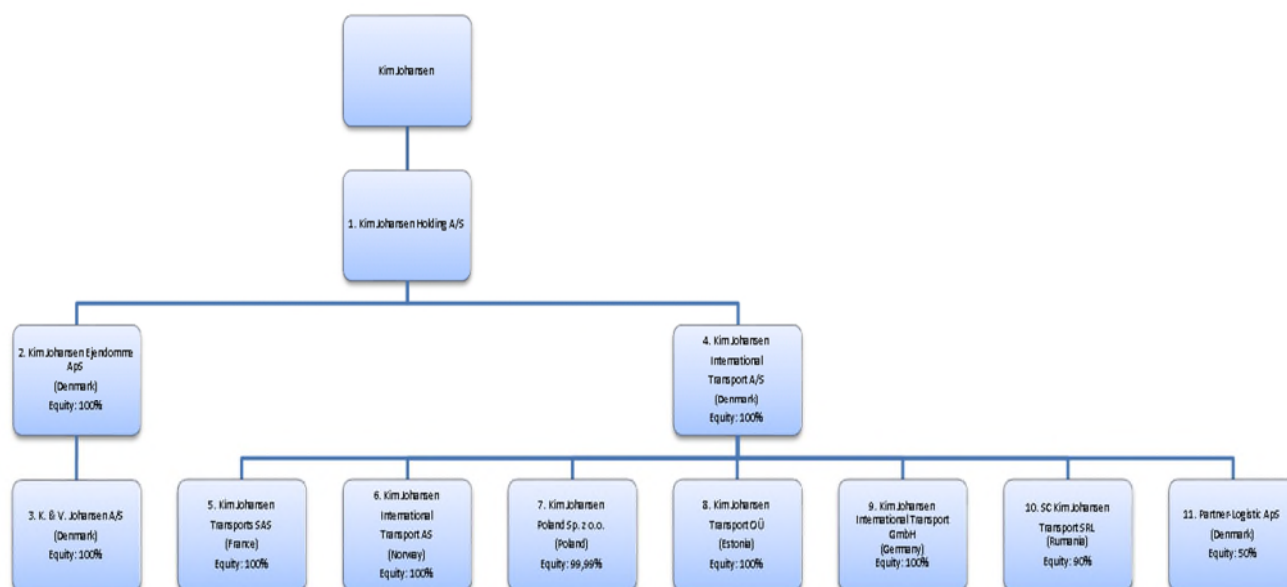 Kim Johansen
1. Kim Johansen Holding A/S
2. Kim Johansen Ejendomme
ApS
(Denmark)
Equity: 100%
4. Kim Johansen
International
Transport A/S
(Denmark)
Equity: 100%
3. K. & V. Johansen A/S
(Denmark)
Equity: 100%
5. Kim Johansen
Transports SAS
(France)
Equity: 100%
6. Kim Johansen
International
Transport AS
(Norway)
Equity: 100%
7. Kim Johansen
Poland Sp. z o.o.
(Poland)
Equity: 99,99%
8. Kim Johansen
Transport OÜ
(Estonia)
Equity: 100%
9. Kim Johansen
International Transport
GmbH
(Germany)
Equity: 100%
10. SC Kim Johansen
Transport SRL
(Rumania)
Equity: 90%
11. Partner-Logistic ApS
(Denmark)
Equity: 50%